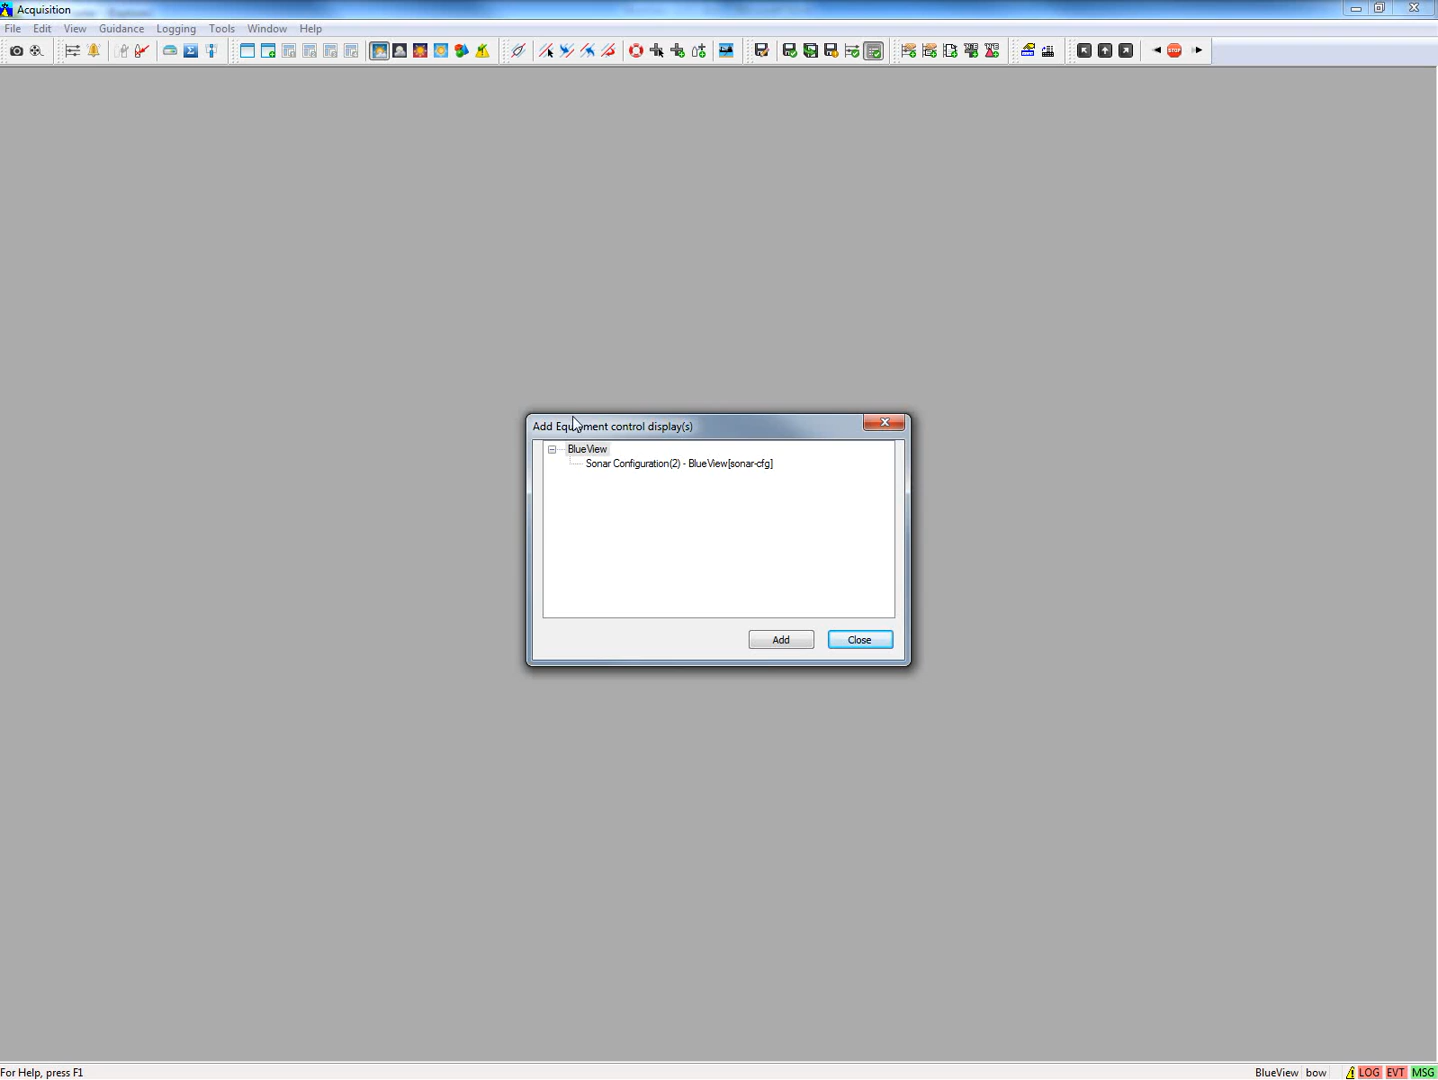 Acquisition
File Edit View Guidance Logging Tools Window Help
Add Equipment control display(s)
BlueView
Sonar Configuration(2) - BlueView[sonar-cfg]
Add Close
For Help, press F1 BlueView bow LOG EVT MSG